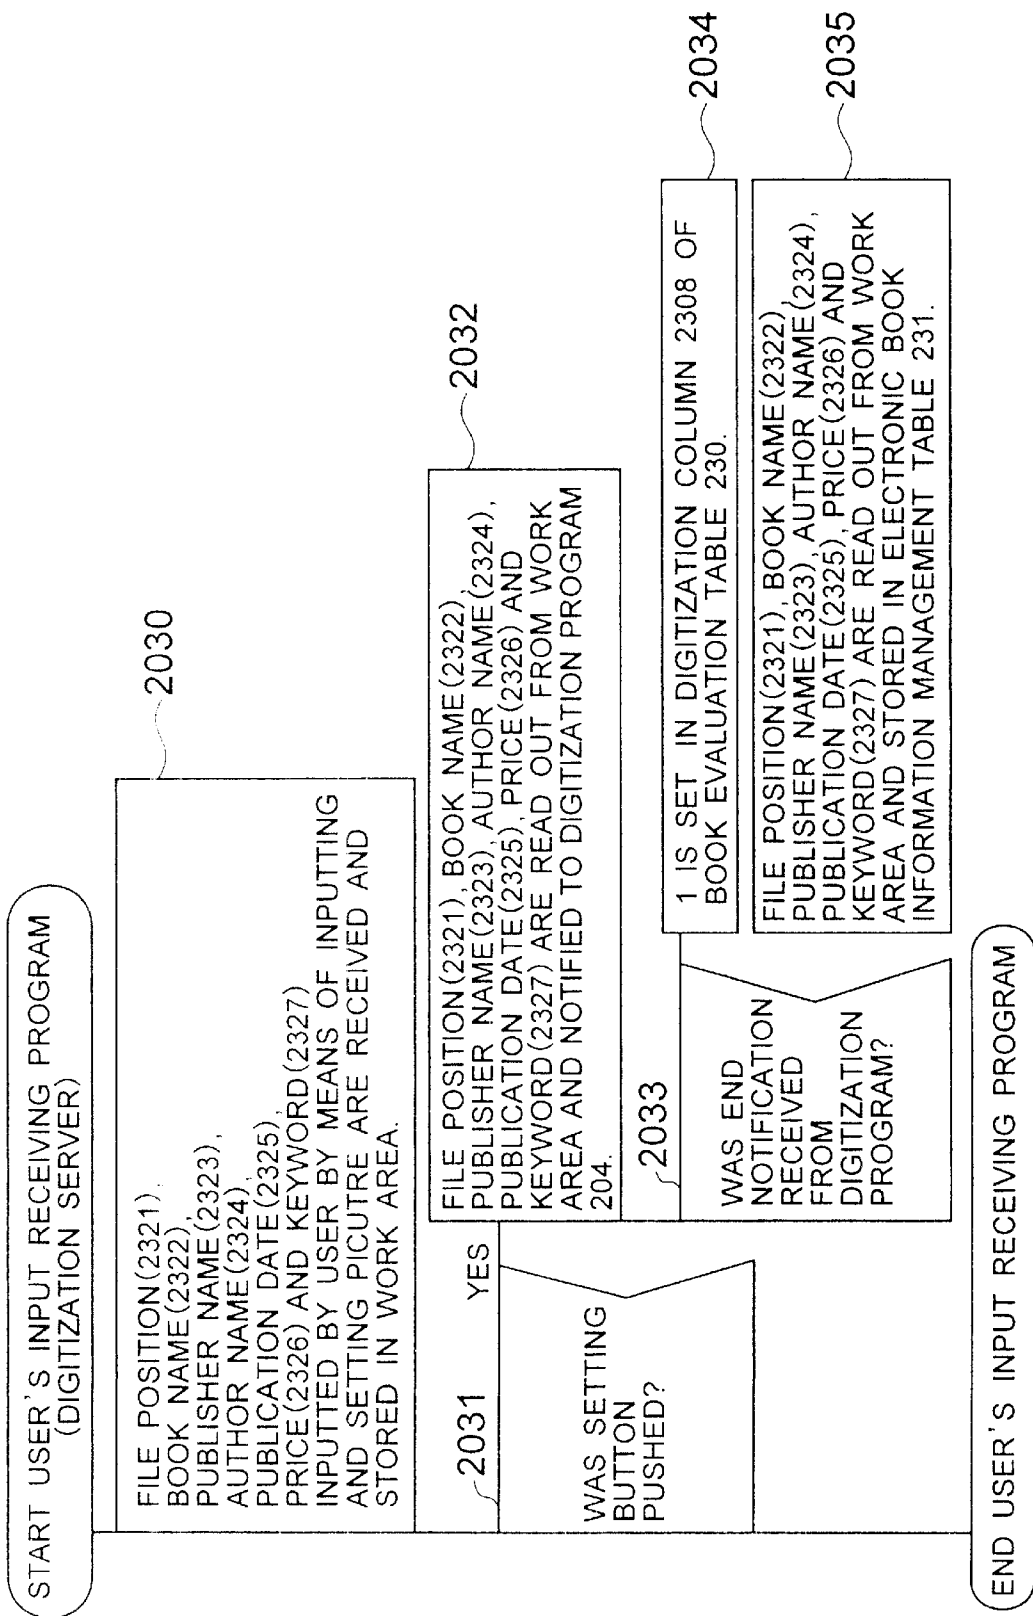 START USER'S INPUT RECEIVING PROGRAM
(DIGITIZATION SERVER)
2030
FILE POSITION(2321),
BOOK NAME(2322),
PUBLISHER NAME(2323),
AUTHOR NAME(2324),
PUBLICATION DATE(2325),
PRICE(2326) AND KEYWORD(2327)
INPUTTED BY USER BY MEANS OF INPUTTING
AND SETTING PICUTRE ARE RECEIVED AND
STORED IN WORK AREA.
2031
YES
WAS SETTING
BUTTON
PUSHED?
2032
FILE POSITION(2321), BOOK NAME(2322),
PUBLISHER NAME(2323), AUTHOR NAME(2324),
PUBLICATION DATE(2325), PRICE(2326) AND
KEYWORD(2327) ARE READ OUT FROM WORK
AREA AND NOTIFIED TO DIGITIZATION PROGRAM
204.
2033
WAS END
NOTIFICATION
RECEIVED
FROM
DIGITIZATION
PROGRAM?
2034
1 IS SET IN DIGITIZATION COLUMN 2308 OF
BOOK EVALUATION TABLE 230.
2035
FILE POSITION(2321), BOOK NAME(2322),
PUBLISHER NAME(2323), AUTHOR NAME(2324),
PUBLICATION DATE(2325), PRICE(2326) AND
KEYWORD(2327) ARE READ OUT FROM WORK
AREA AND STORED IN ELECTRONIC BOOK
INFORMATION MANAGEMENT TABLE 231.
END USER'S INPUT RECEIVING PROGRAM